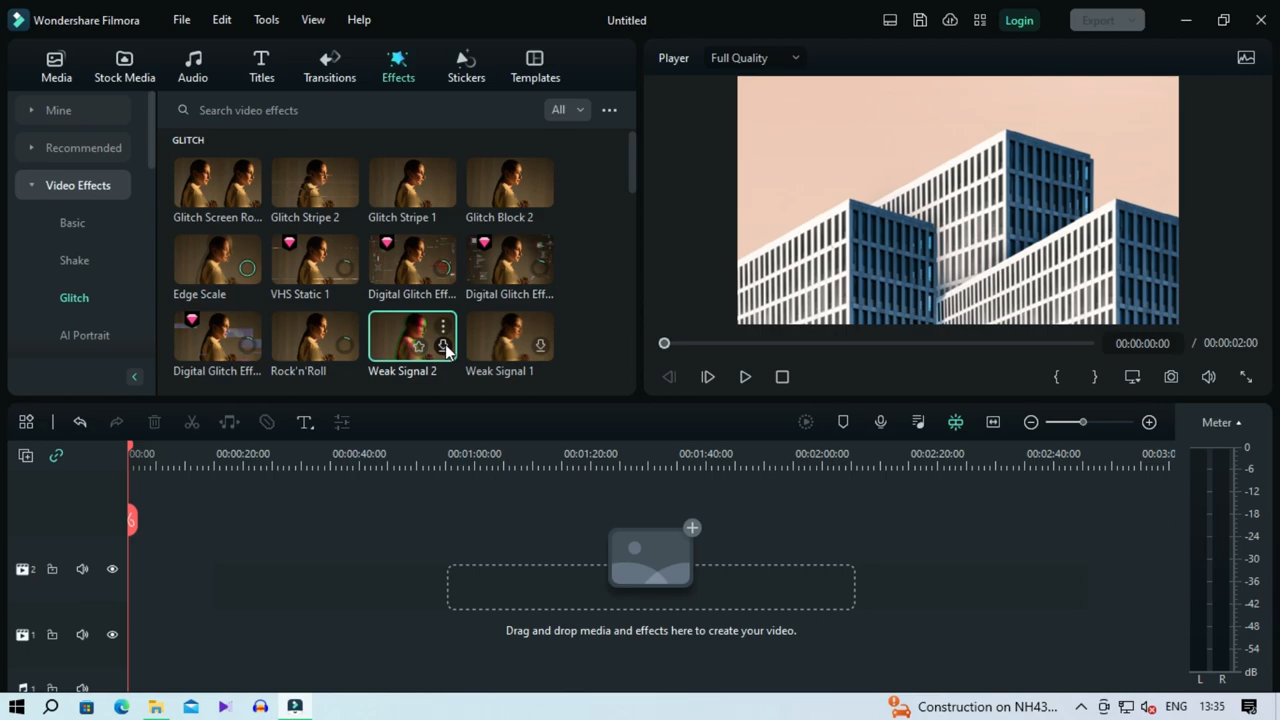 Wondershare Filmora
File
Edit
Tools
View
Help
Untitled
Login
Export
Media
Stock Media
Audio
Titles
Transitions
Effects
Stickers
Templates
Player
Full Quality
Mine
Recommended
Video Effects
Basic
Shake
Glitch
AI Portrait
Search video effects
All
GLITCH
Glitch Screen Ro...
Glitch Stripe 2
Glitch Stripe 1
Glitch Block 2
Edge Scale
VHS Static 1
Digital Glitch Eff...
Digital Glitch Eff...
Digital Glitch Eff...
Rock'n'Roll
Weak Signal 2
Weak Signal 1
00:00:00:00 / 00:00:02:00
Meter
00:00
00:00:20:00
00:00:40:00
00:01:00:00
00:01:20:00
00:01:40:00
00:02:00:00
00:02:20:00
00:02:40:00
00:03:0
0
-6
-12
-18
-24
-30
-36
-42
-48
-54
dB
L R
2
1
1
Drag and drop media and effects here to create your video.
Construction on NH43...
ENG
13:35